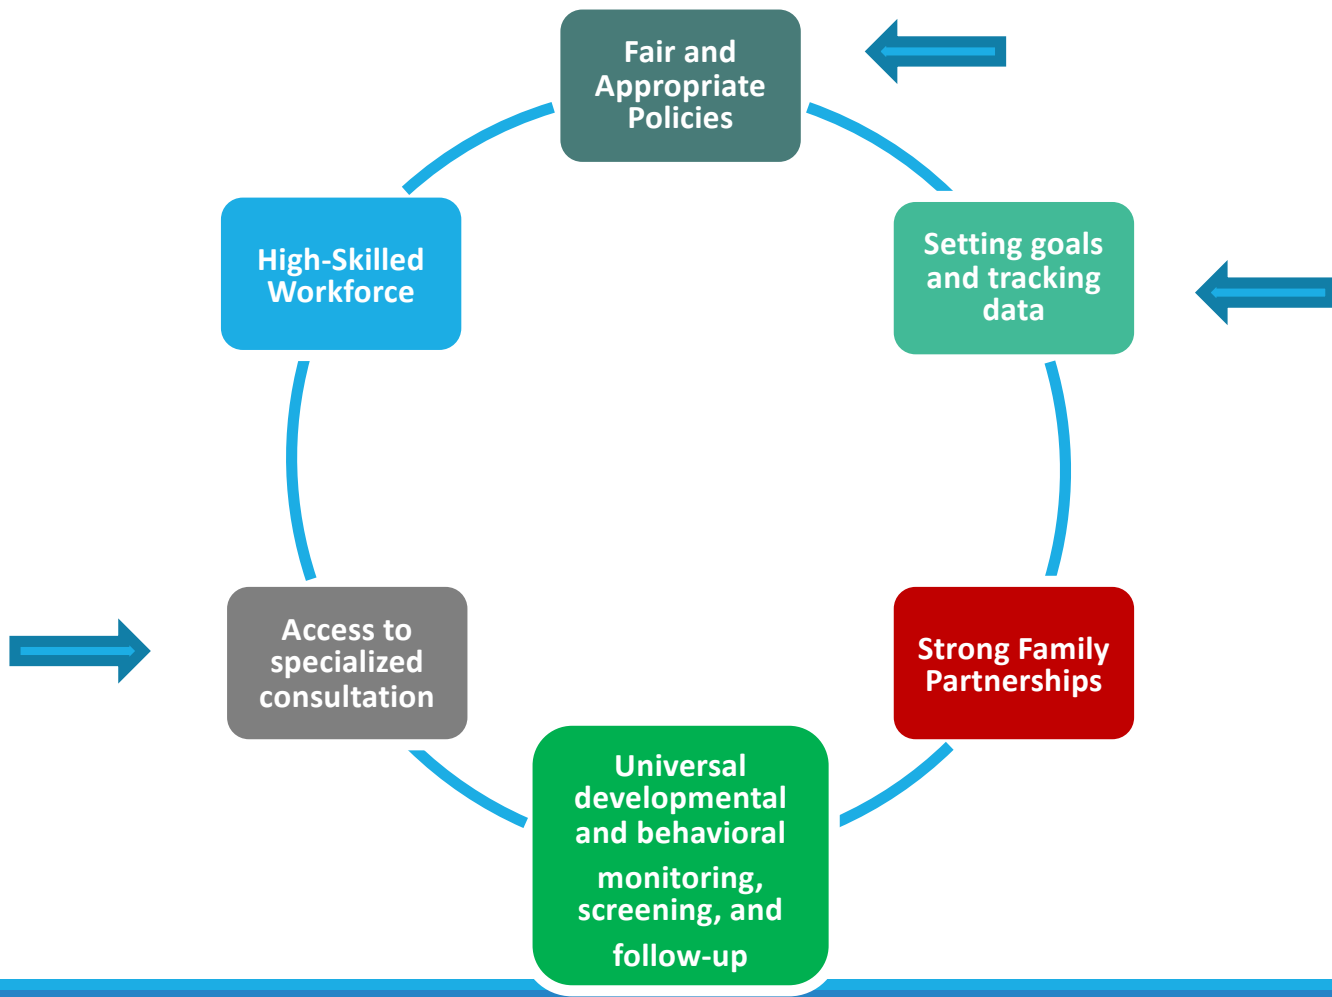 Fair and
Appropriate
Policies
High-Skilled
Workforce
Setting goals
and tracking
data
Access to
specialized
consultation
Strong Family
Partnerships
Universal
developmental
and behavioral
monitoring,
screening, and
follow-up